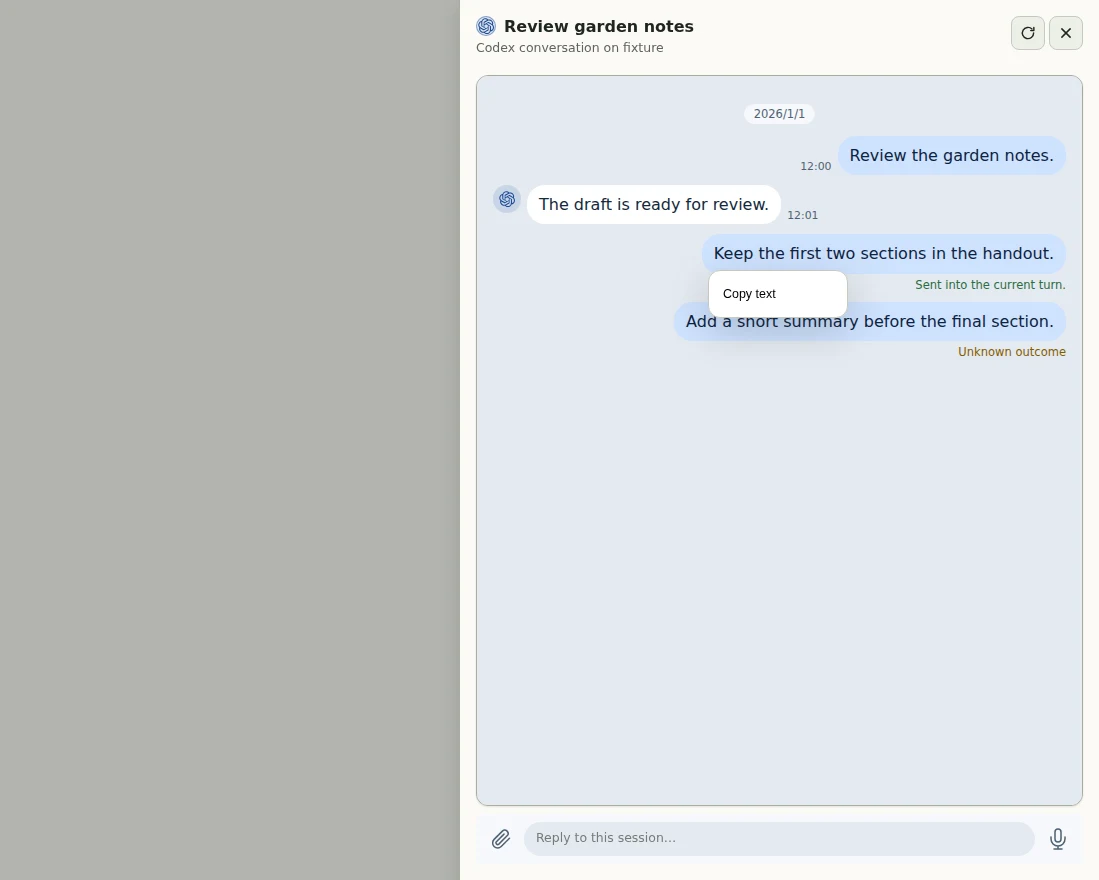 Review garden notes
Codex conversation on fixture
2026/1/1
12:00
Review the garden notes.
The draft is ready for review.
12:01
Keep the first two sections in the handout.
Sent into the current turn.
Copy text
Add a short summary before the final section.
Unknown outcome
Reply to this session...